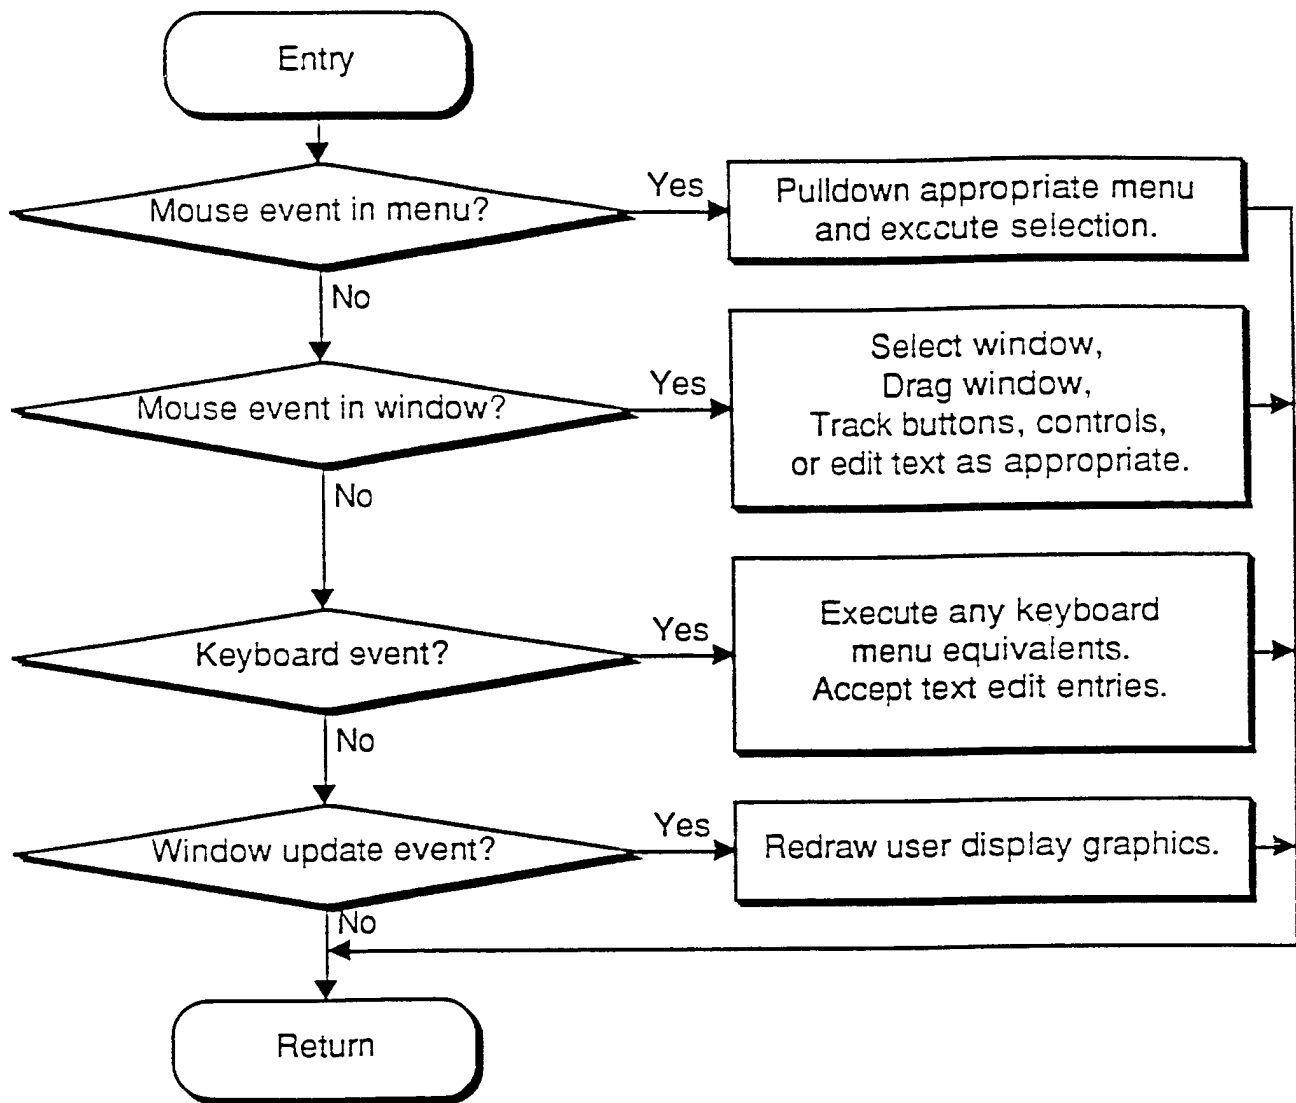 Entry
Mouse event in menu?
Yes
Pulldown appropriate menu
and execute selection.
No
Mouse event in window?
Yes
Select window,
Drag window,
Track buttons, controls,
or edit text as appropriate.
No
Keyboard event?
Yes
Execute any keyboard
menu equivalents.
Accept text edit entries.
No
Window update event?
Yes
Redraw user display graphics.
No
Return